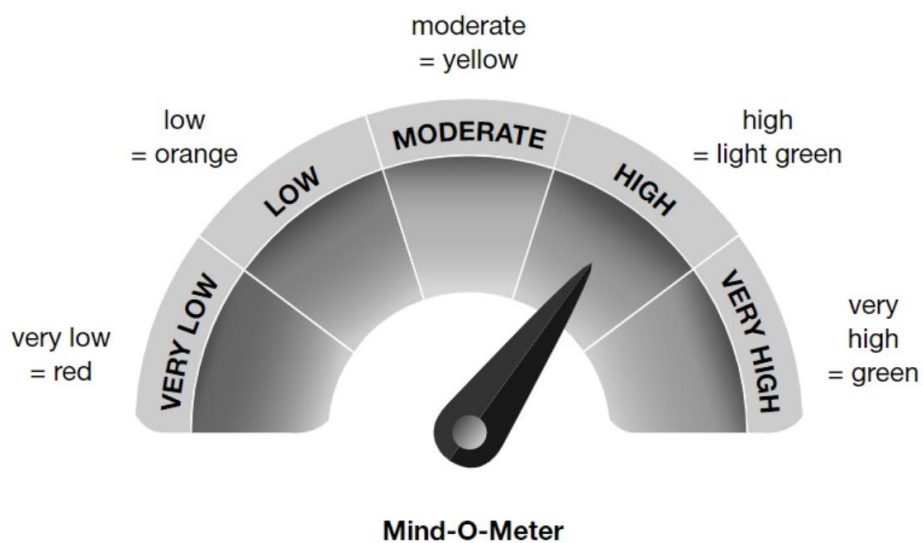 moderate
= yellow
low
= orange
high
= light green
MODERATE
LOW
HIGH
VERY LOW
VERY HIGH
very low
= red
very
high
= green
Mind-O-Meter